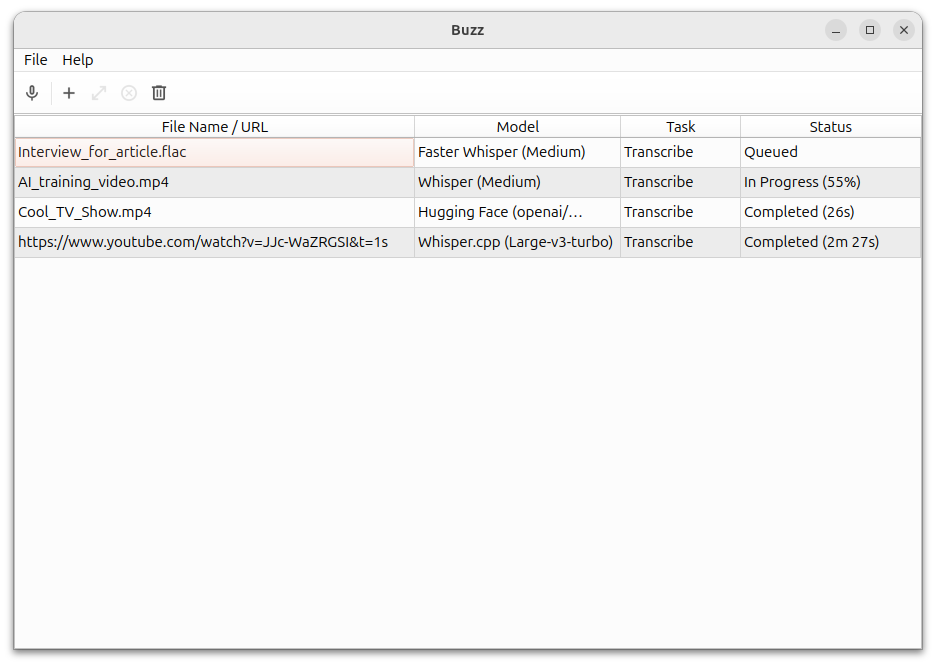 Buzz
File Help
File Name / URL Model Task Status
Interview_for_article.flac Faster Whisper (Medium) Transcribe Queued
AI_training_video.mp4 Whisper (Medium) Transcribe In Progress (55%)
Cool_TV_Show.mp4 Hugging Face (openai/… Transcribe Completed (26s)
https://www.youtube.com/watch?v=JJc-WaZRGSI&t=1s Whisper.cpp (Large-v3-turbo) Transcribe Completed (2m 27s)